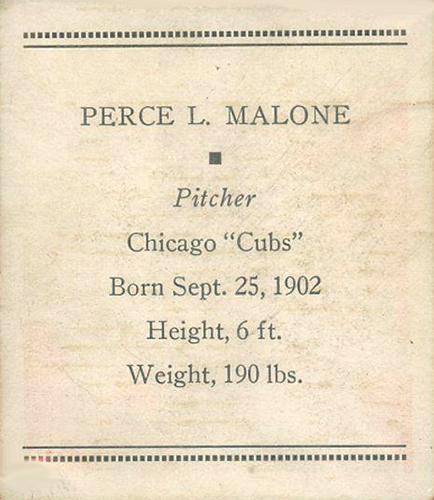 PERCE L. MALONE
Pitcher
Chicago “Cubs”
Born Sept. 25, 1902
Height, 6 ft.
Weight, 190 lbs.